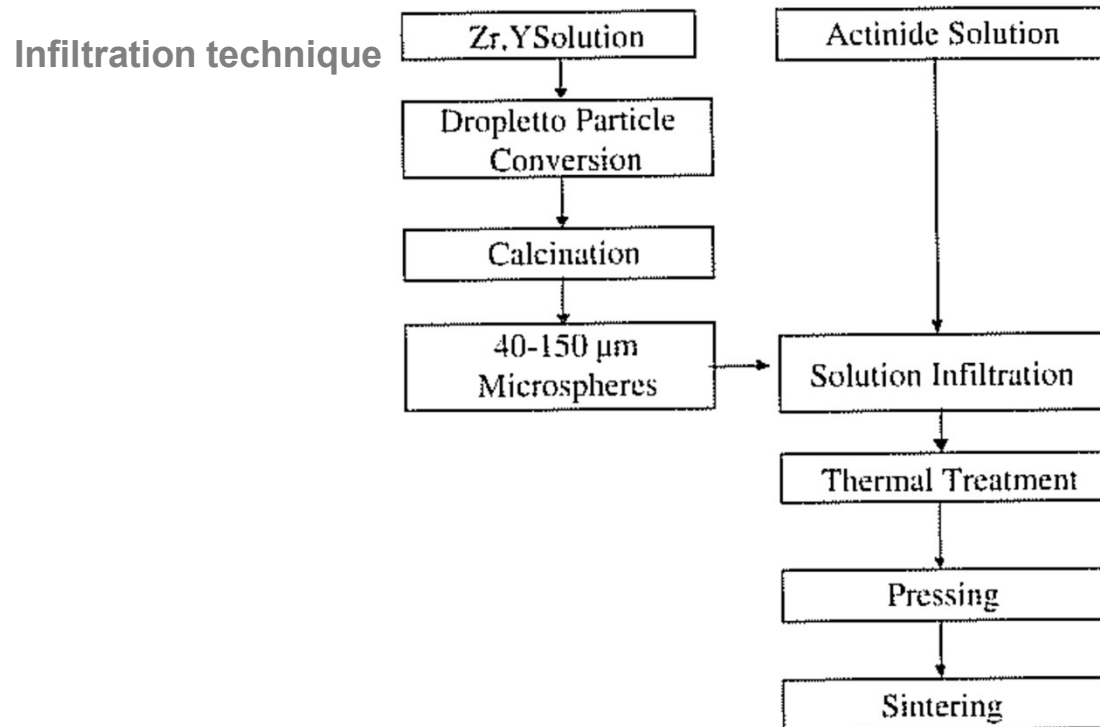 Infiltration technique
Zr,YSolution
Actinide Solution
Dropletto Particle
Conversion
Calcination
40-150 μm
Microspheres
Solution Infiltration
Thermal Treatment
Pressing
Sintering